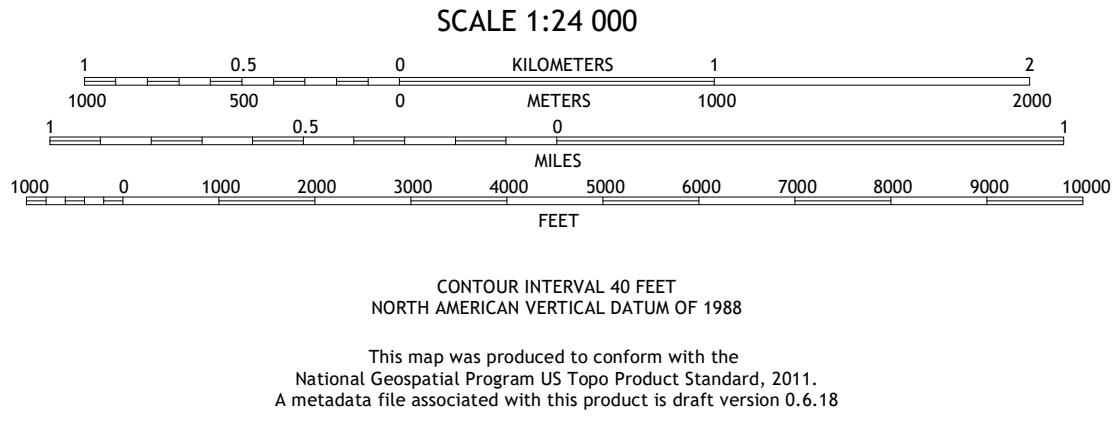 SCALE 1:24 000
1 0.5 0 KILOMETERS 1 2
1000 500 0 METERS 1000 2000
1 0.5 0 1
MILES
1000 0 1000 2000 3000 4000 5000 6000 7000 8000 9000 10000
FEET
CONTOUR INTERVAL 40 FEET
NORTH AMERICAN VERTICAL DATUM OF 1988
This map was produced to conform with the
National Geospatial Program US Topo Product Standard, 2011.
A metadata file associated with this product is draft version 0.6.18